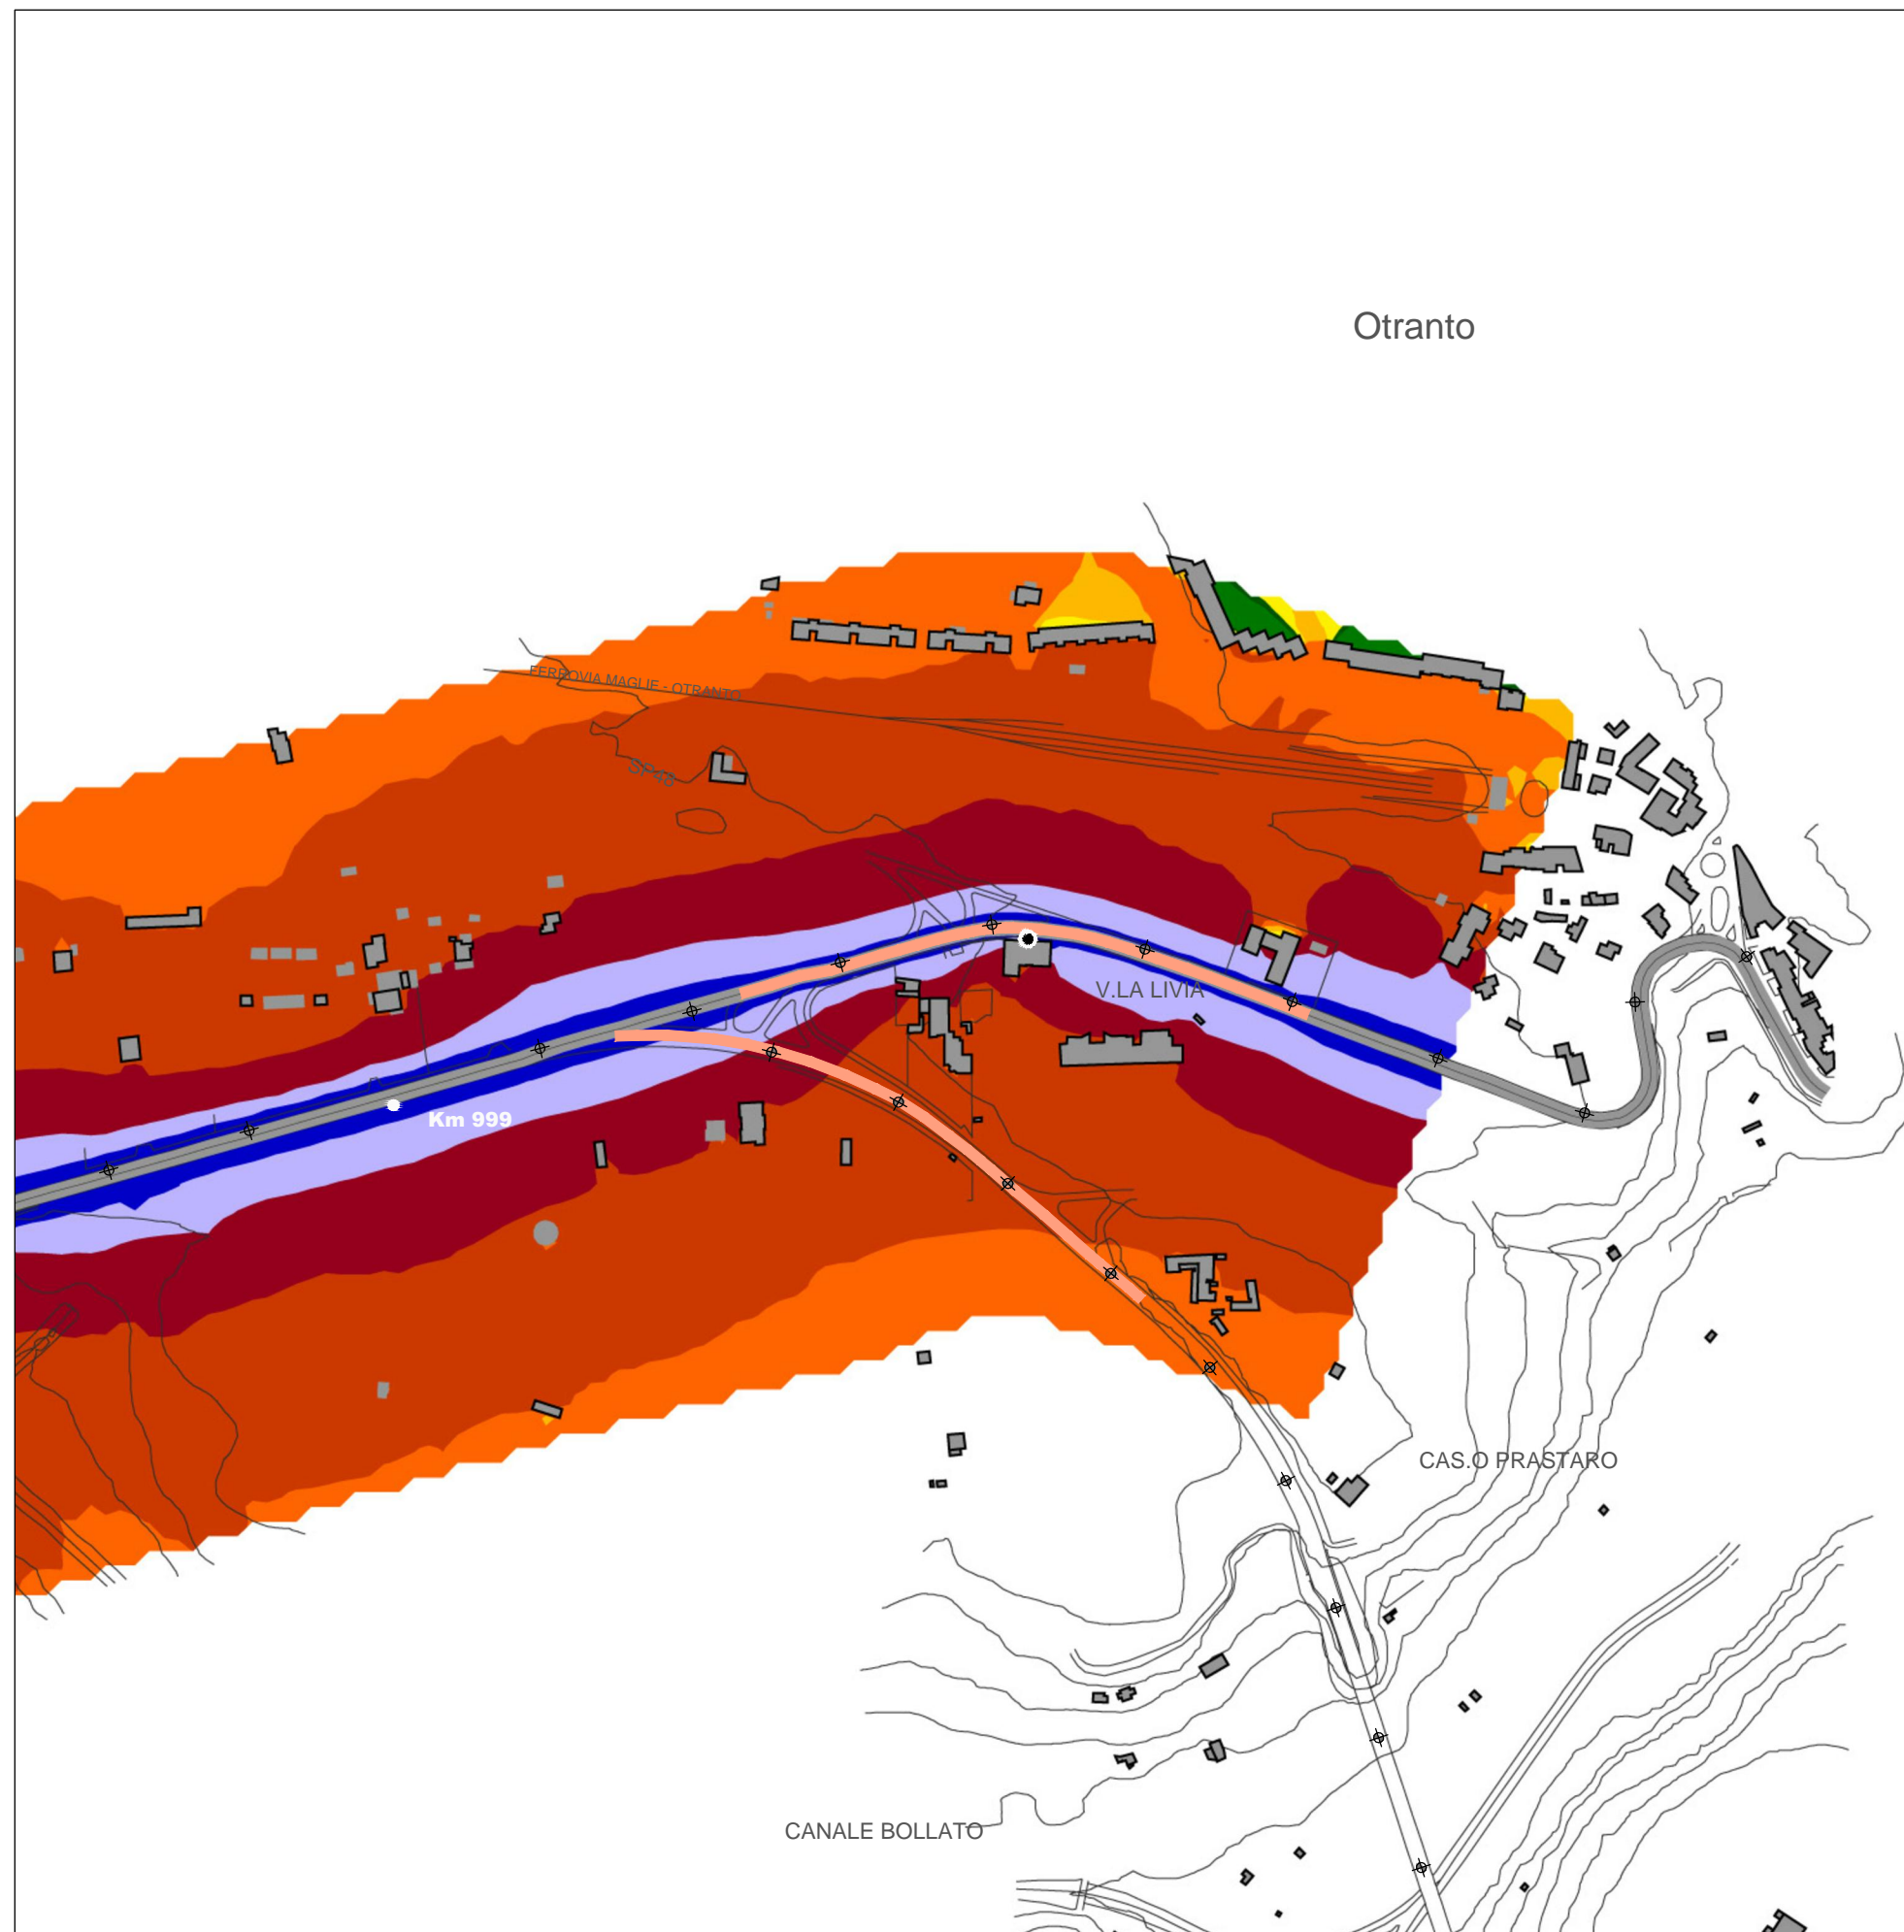 Otranto
FERROVIA MAGLIE - OTRANTO
SP48
V.LA LIVIA
Km 999
CAS.O PRASTARO
CANALE BOLLATO